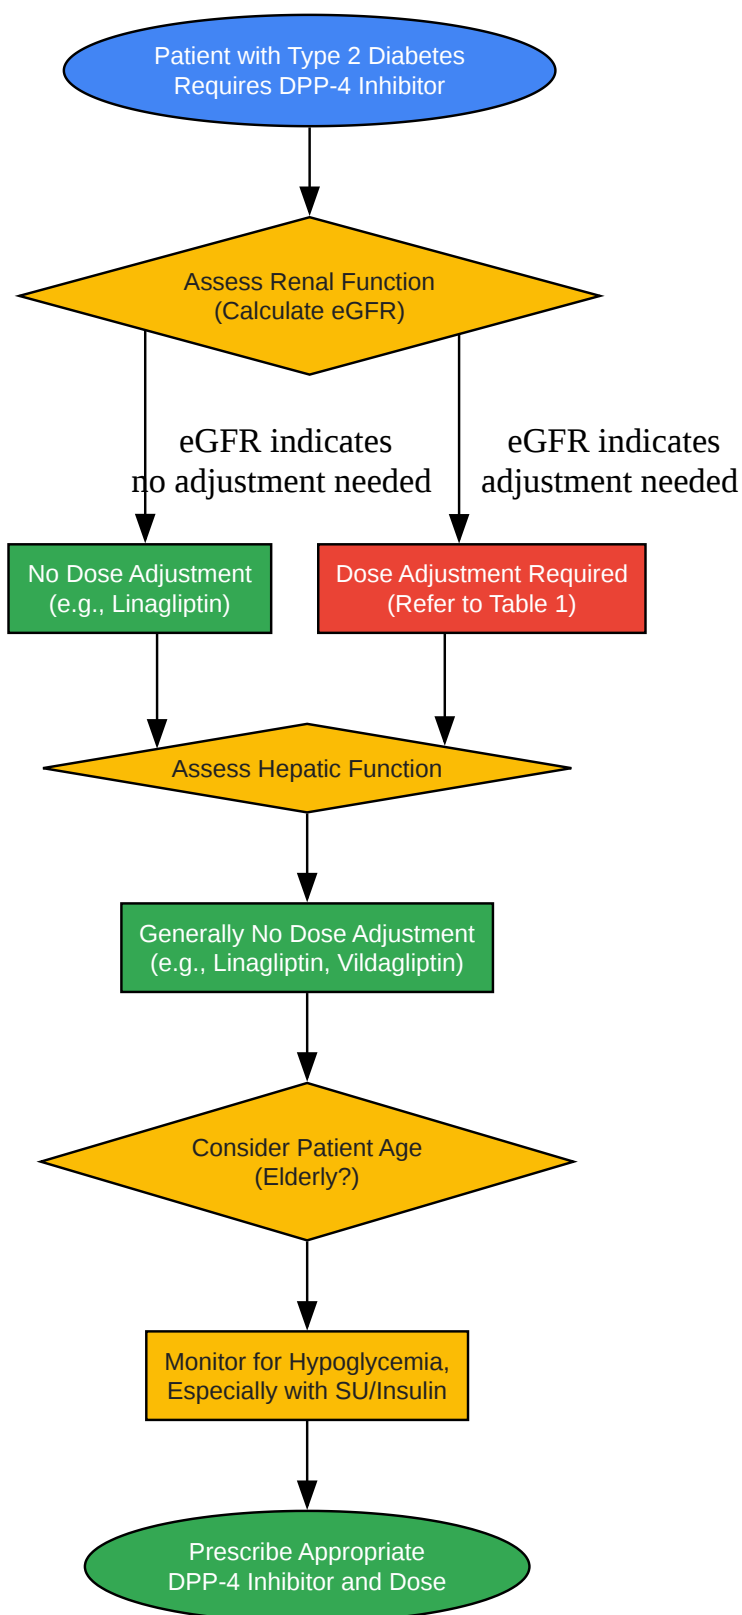 Patient with Type 2 Diabetes
Requires DPP-4 Inhibitor
Assess Renal Function
(Calculate eGFR)
eGFR indicates
no adjustment needed
eGFR indicates
adjustment needed
No Dose Adjustment
(e.g., Linagliptin)
Dose Adjustment Required
(Refer to Table 1)
Assess Hepatic Function
Generally No Dose Adjustment
(e.g., Linagliptin, Vildagliptin)
Consider Patient Age
(Elderly?)
Monitor for Hypoglycemia,
Especially with SU/Insulin
Prescribe Appropriate
DPP-4 Inhibitor and Dose